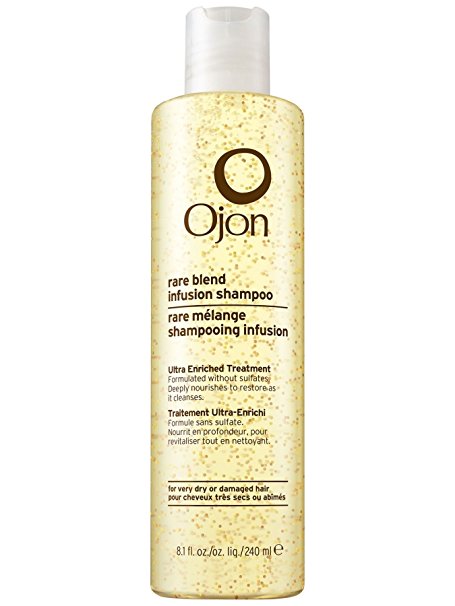 Ojon
rare blend
infusion shampoo
rare mélange
shampooing infusion
Ultra Enriched Treatment
Formulated without sulfates.
Deeply nourishes to restore as
it cleanses.
Traitement Ultra-Enrichi
Formule sans sulfate.
Nourrit en profondeur, pour
revitaliser tout en nettoyant.
for very dry or damaged hair
pour cheveux très secs ou abîmés
8.1 fl. oz./oz. liq./240 ml ℮